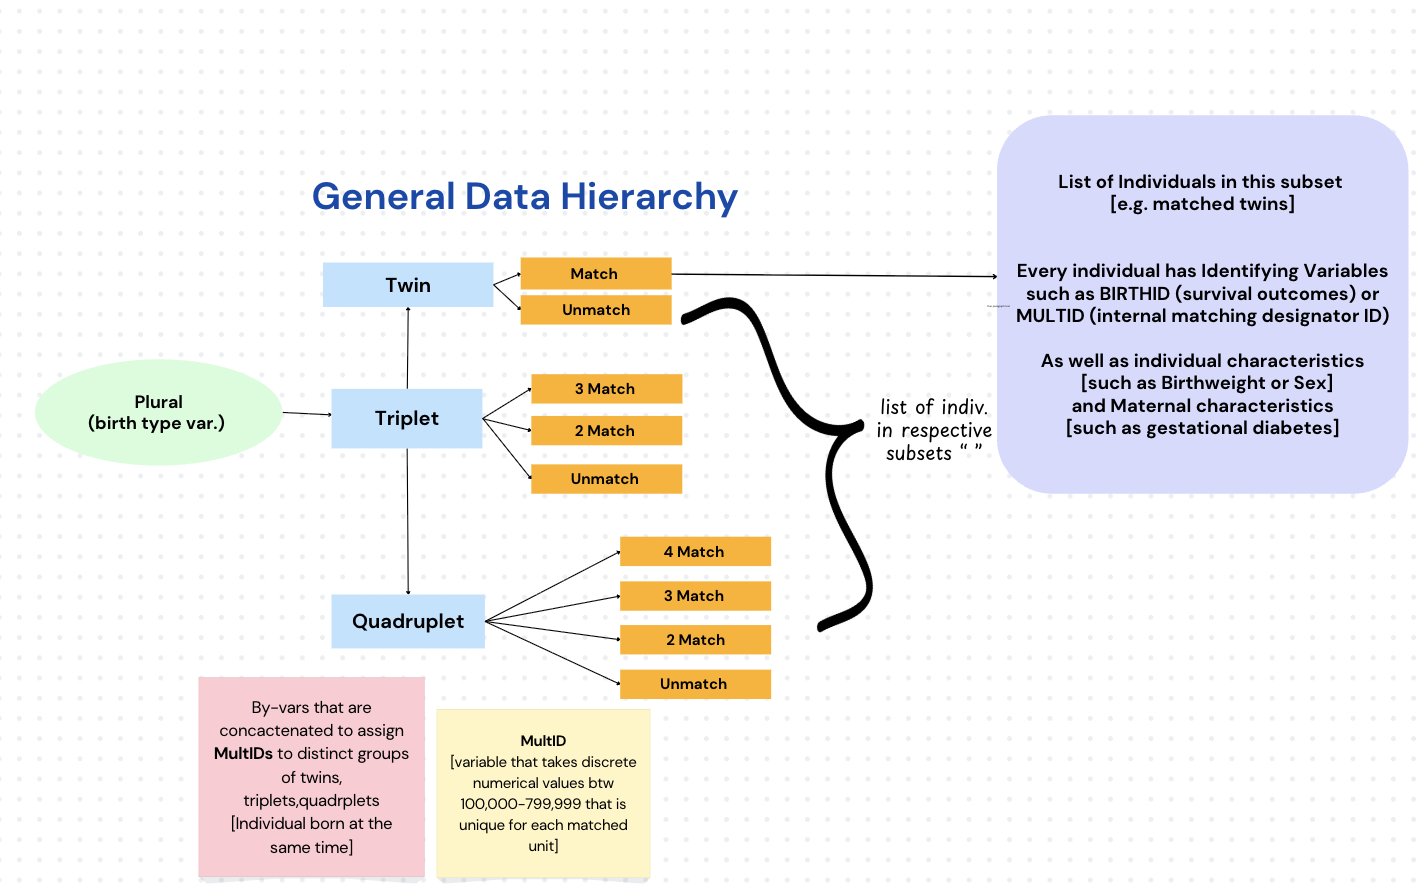 General Data Hierarchy
Plural
(birth type var.)
Twin
Match
Unmatch
Triplet
3 Match
2 Match
Unmatch
Quadruplet
4 Match
3 Match
2 Match
Unmatch
list of indiv.
in respective
subsets “ ”
List of Individuals in this subset
[e.g. matched twins]
Every individual has Identifying Variables
such as BIRTHID (survival outcomes) or
MULTID (internal matching designator ID)
As well as individual characteristics
[such as Birthweight or Sex]
and Maternal characteristics
[such as gestational diabetes]
By-vars that are
concactenated to assign
MultIDs to distinct groups
of twins,
triplets,quadrplets
[Individual born at the
same time]
MultID
[variable that takes discrete
numerical values btw
100,000-799,999 that is
unique for each matched
unit]